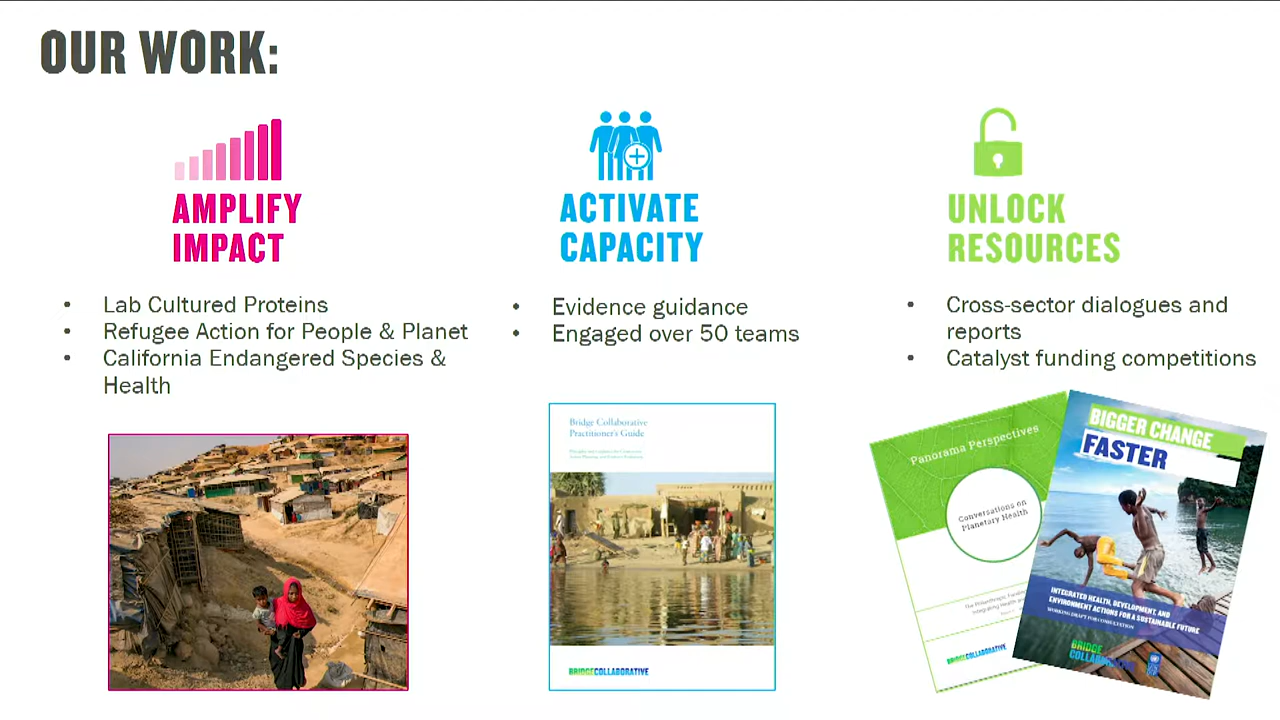 OUR WORK:
AMPLIFY
IMPACT
• Lab Cultured Proteins
• Refugee Action for People & Planet
• California Endangered Species &
Health
ACTIVATE
CAPACITY
• Evidence guidance
• Engaged over 50 teams
Bridge Collaborative
Practitioner's Guide
BRIDGECOLLABORATIVE
UNLOCK
RESOURCES
• Cross-sector dialogues and
reports
• Catalyst funding competitions
Panorama Perspectives
Conversations on
Planetary Health
BRIDGECOLLABORATIVE
BIGGER CHANGE
FASTER
INTEGRATED HEALTH, DEVELOPMENT, AND
ENVIRONMENT ACTIONS FOR A SUSTAINABLE FUTURE
WORKING DRAFT FOR CONSULTATION
BRIDGE
COLLABORATIVE